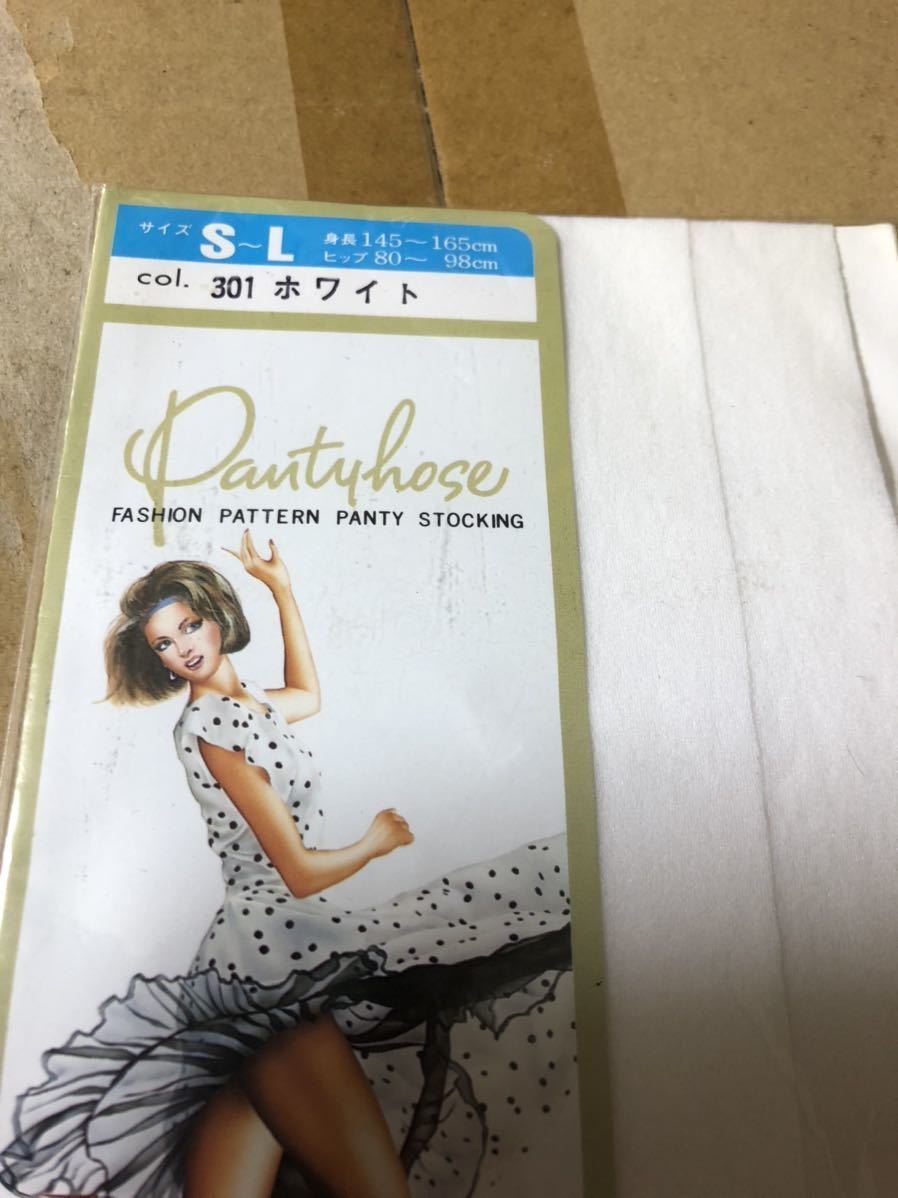 サイズ S～L 身長 145～165cm
ヒップ 80～ 98cm
col. 301 ホワイト
Pantyhose
FASHION PATTERN PANTY STOCKING